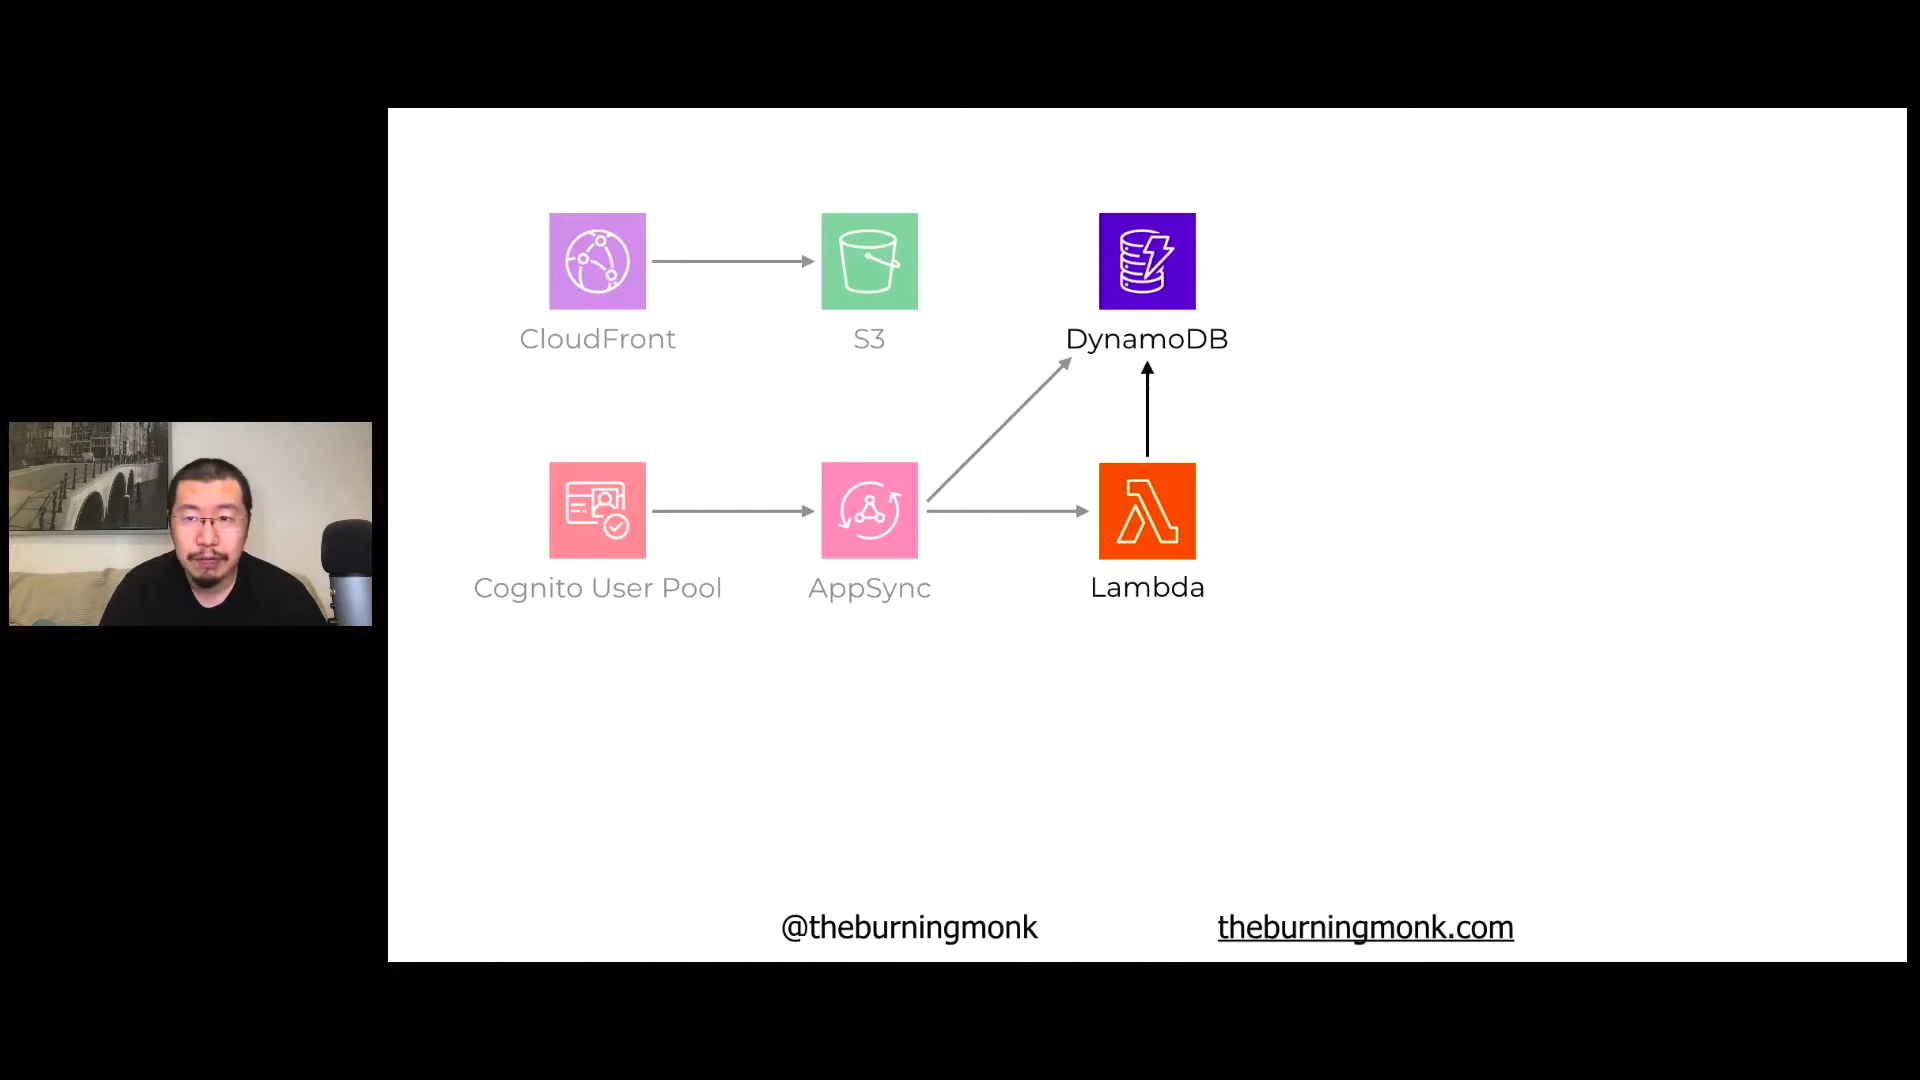 CloudFront
S3
DynamoDB
Cognito User Pool
AppSync
Lambda
@theburningmonk
theburningmonk.com